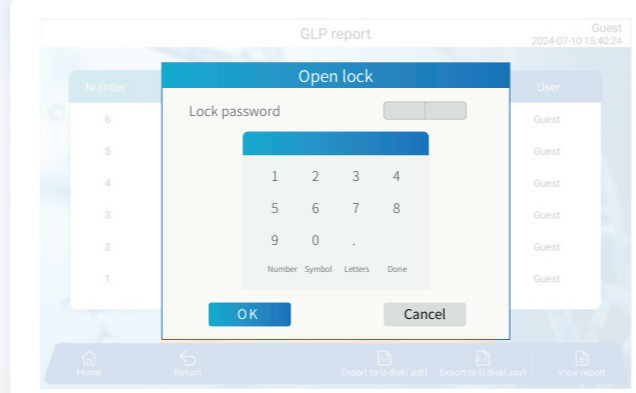 GLP report
Guest
2024-07-10 15:40:24
Number
User
Open lock
Lock password
6
Guest
5
Guest
4
Guest
3
Guest
2
Guest
1
Guest
1 2 3 4
5 6 7 8
9 0 .
Number Symbol Letters Done
OK
Cancel
Home
Return
Export to U disk( pdf)
Export to U disk( csv)
View report